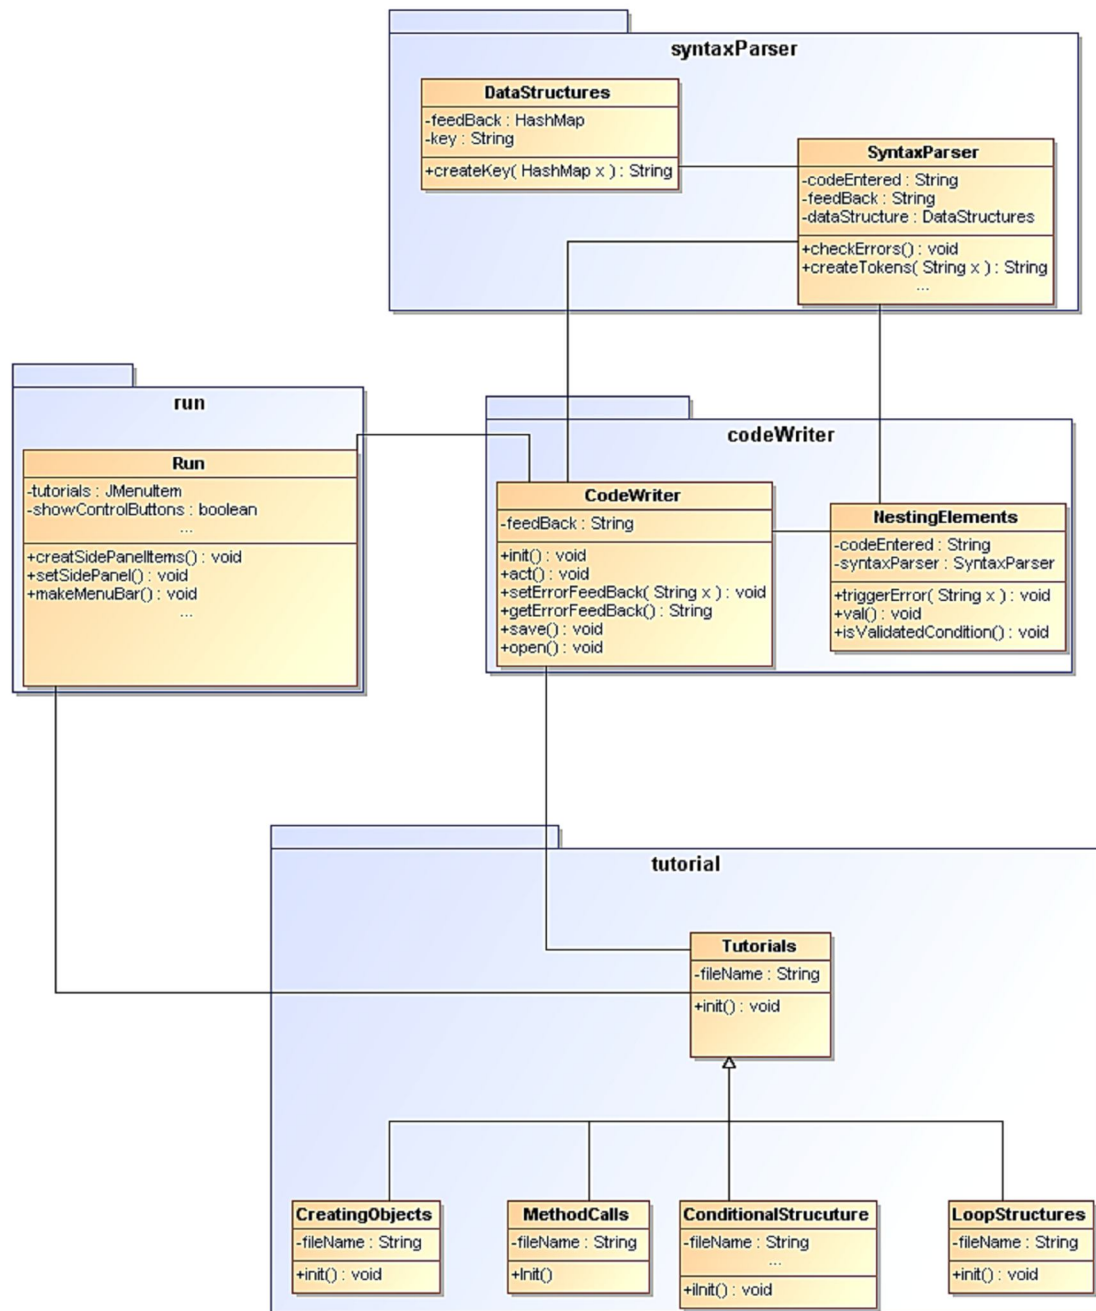 syntaxParser
DataStructures
-feedBack : HashMap
-key : String
+createKey( HashMap x ) : String
SyntaxParser
-codeEntered : String
-feedBack : String
-dataStructure : DataStructures
+checkErrors() : void
+createTokens( String x ) : String
...
run
Run
-tutorials : JMenuItem
-showControlButtons : boolean
...
+creatSidePanelItems() : void
+setSidePanel() : void
+makeMenuBar() : void
...
codeWriter
CodeWriter
-feedBack : String
+init() : void
+act() : void
+setErrorFeedBack( String x ) : void
+getErrorFeedBack() : String
+save() : void
+open() : void
NestingElements
-codeEntered : String
-syntaxParser : SyntaxParser
+triggerError( String x ) : void
+val() : void
+isValidatedCondition() : void
tutorial
Tutorials
-fileName : String
+init() : void
CreatingObjects
-fileName : String
+init() : void
MethodCalls
-fileName : String
+Init()
ConditionalStrucuture
-fileName : String
...
+iInit() : void
LoopStructures
-fileName : String
+init() : void